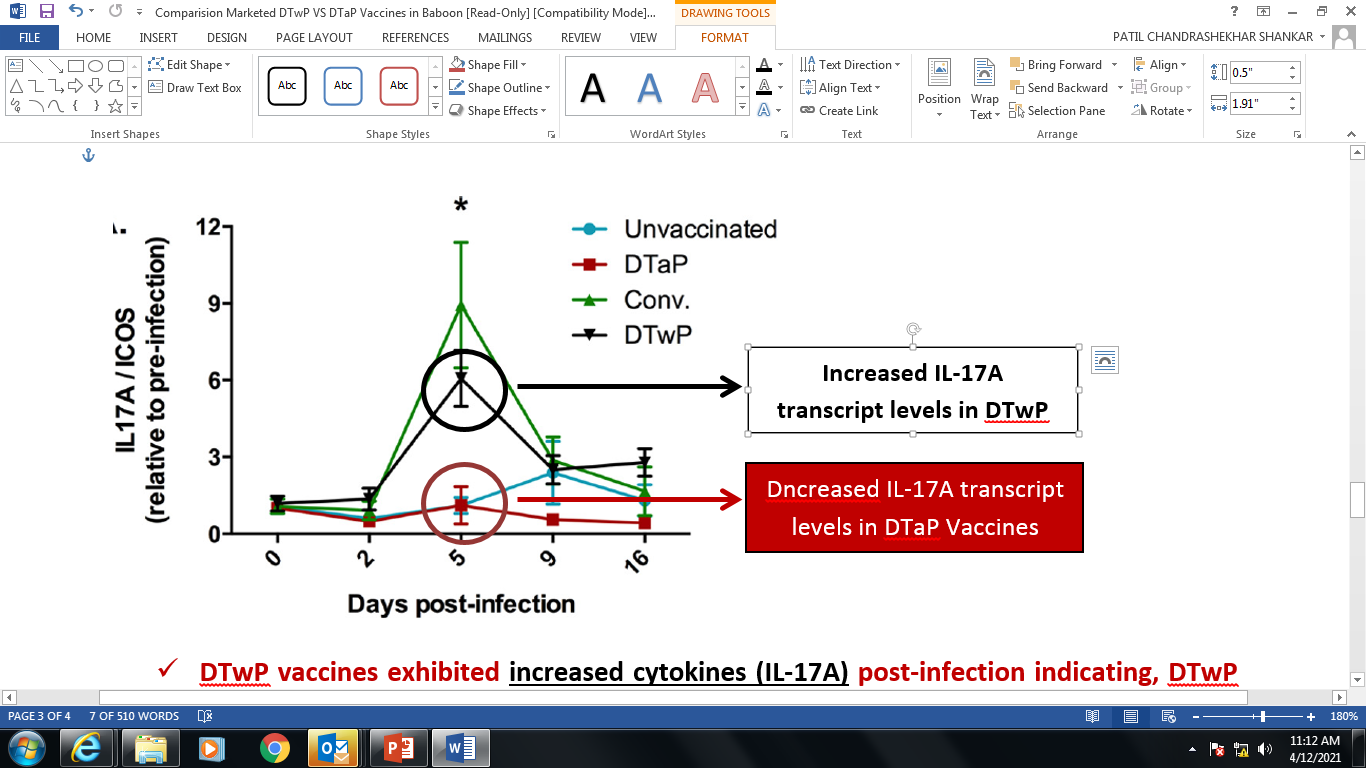 Comparision Marketed DTwP VS DTaP Vaccines in Baboon [Read-Only] [Compatibility Mode]...
DRAWING TOOLS
?
FILE HOME INSERT DESIGN PAGE LAYOUT REFERENCES MAILINGS REVIEW VIEW FORMAT
PATIL CHANDRASHEKHAR SHANKAR
Edit Shape
Draw Text Box
Insert Shapes
Abc Abc Abc
Shape Fill
Shape Outline
Shape Effects
Shape Styles
A A A
A
A
A
WordArt Styles
Text Direction
Align Text
Create Link
Text
Position
Wrap
Text
Bring Forward
Send Backward
Selection Pane
Align
Group
Rotate
Arrange
0.5"
1.91"
Size
*
12
9
6
3
0
IL17A / ICOS
(relative to pre-infection)
Unvaccinated
DTaP
Conv.
DTwP
0 2 5 9 16
Days post-infection
Increased IL-17A
transcript levels in DTwP
Dncreased IL-17A transcript
levels in DTaP Vaccines
✓ DTwP vaccines exhibited increased cytokines (IL-17A) post-infection indicating, DTwP
PAGE 3 OF 4 7 OF 510 WORDS
180%
11:12 AM
4/12/2021